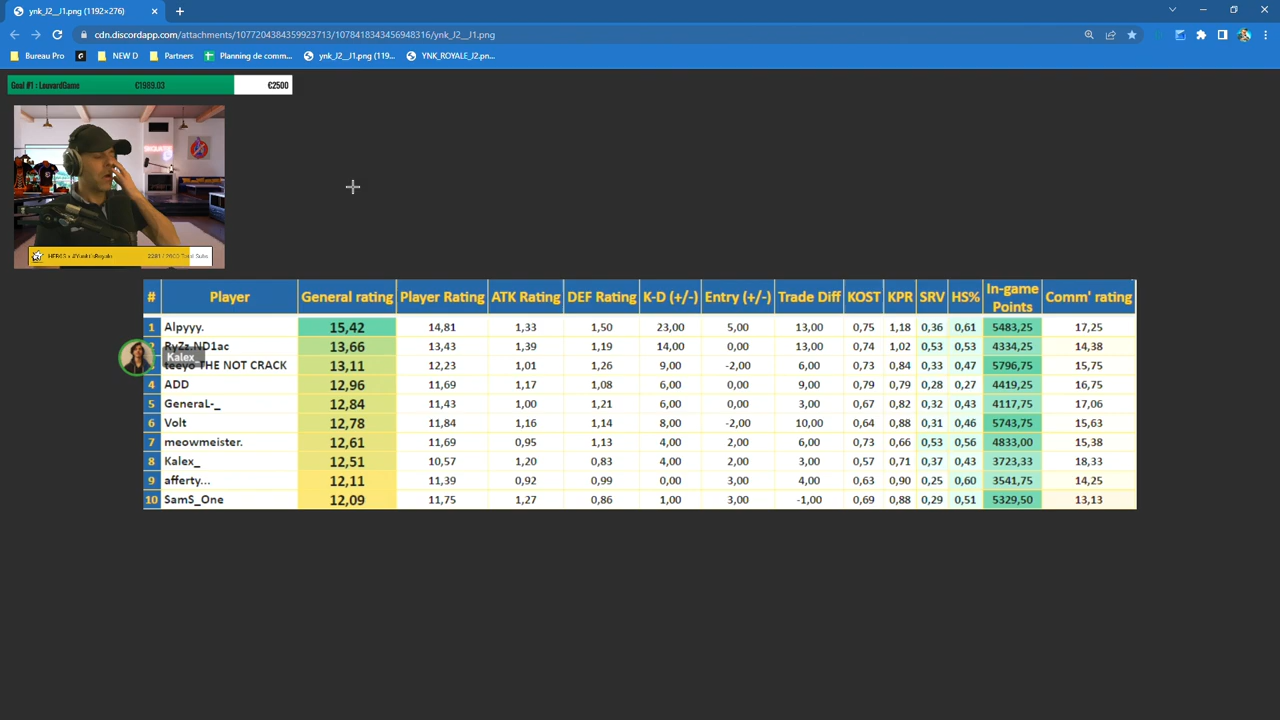 ynk_J2__J1.png (1192×276)
cdn.discordapp.com/attachments/1077204384359923713/1078418343456948316/ynk_J2__J1.png
Bureau Pro NEW D Partners Planning de comm... ynk_J2__J1.png (119... YNK_ROYALE_J2.pn...
Goal #1 : LouvardGame €1989.03 €2500
# Player General rating Player Rating ATK Rating DEF Rating K-D (+/-) Entry (+/-) Trade Diff KOST KPR SRV HS% In-game Points Comm' rating
1 Alpyyy. 15,42 14,81 1,33 1,50 23,00 5,00 13,00 0,75 1,18 0,36 0,61 5483,25 17,25
RyZz.ND1ac 13,66 13,43 1,39 1,19 14,00 0,00 13,00 0,74 1,02 0,53 0,53 4334,25 14,38
Kalex_
teeyo THE NOT CRACK 13,11 12,23 1,01 1,26 9,00 -2,00 6,00 0,73 0,84 0,33 0,47 5796,75 15,75
4 ADD 12,96 11,69 1,17 1,08 6,00 0,00 9,00 0,79 0,79 0,28 0,27 4419,25 16,75
5 GeneraL-_ 12,84 11,43 1,00 1,21 6,00 0,00 3,00 0,67 0,82 0,32 0,43 4117,75 17,06
6 Volt 12,78 11,84 1,16 1,14 8,00 -2,00 10,00 0,64 0,88 0,31 0,46 5743,75 15,63
7 meowmeister. 12,61 11,69 0,95 1,13 4,00 2,00 6,00 0,73 0,66 0,53 0,56 4833,00 15,38
8 Kalex_ 12,51 10,57 1,20 0,83 4,00 2,00 3,00 0,57 0,71 0,37 0,43 3723,33 18,33
9 afferty... 12,11 11,39 0,92 0,99 0,00 3,00 4,00 0,63 0,90 0,25 0,60 3541,75 14,25
10 SamS_One 12,09 11,75 1,27 0,86 1,00 3,00 -1,00 0,69 0,88 0,29 0,51 5329,50 13,13